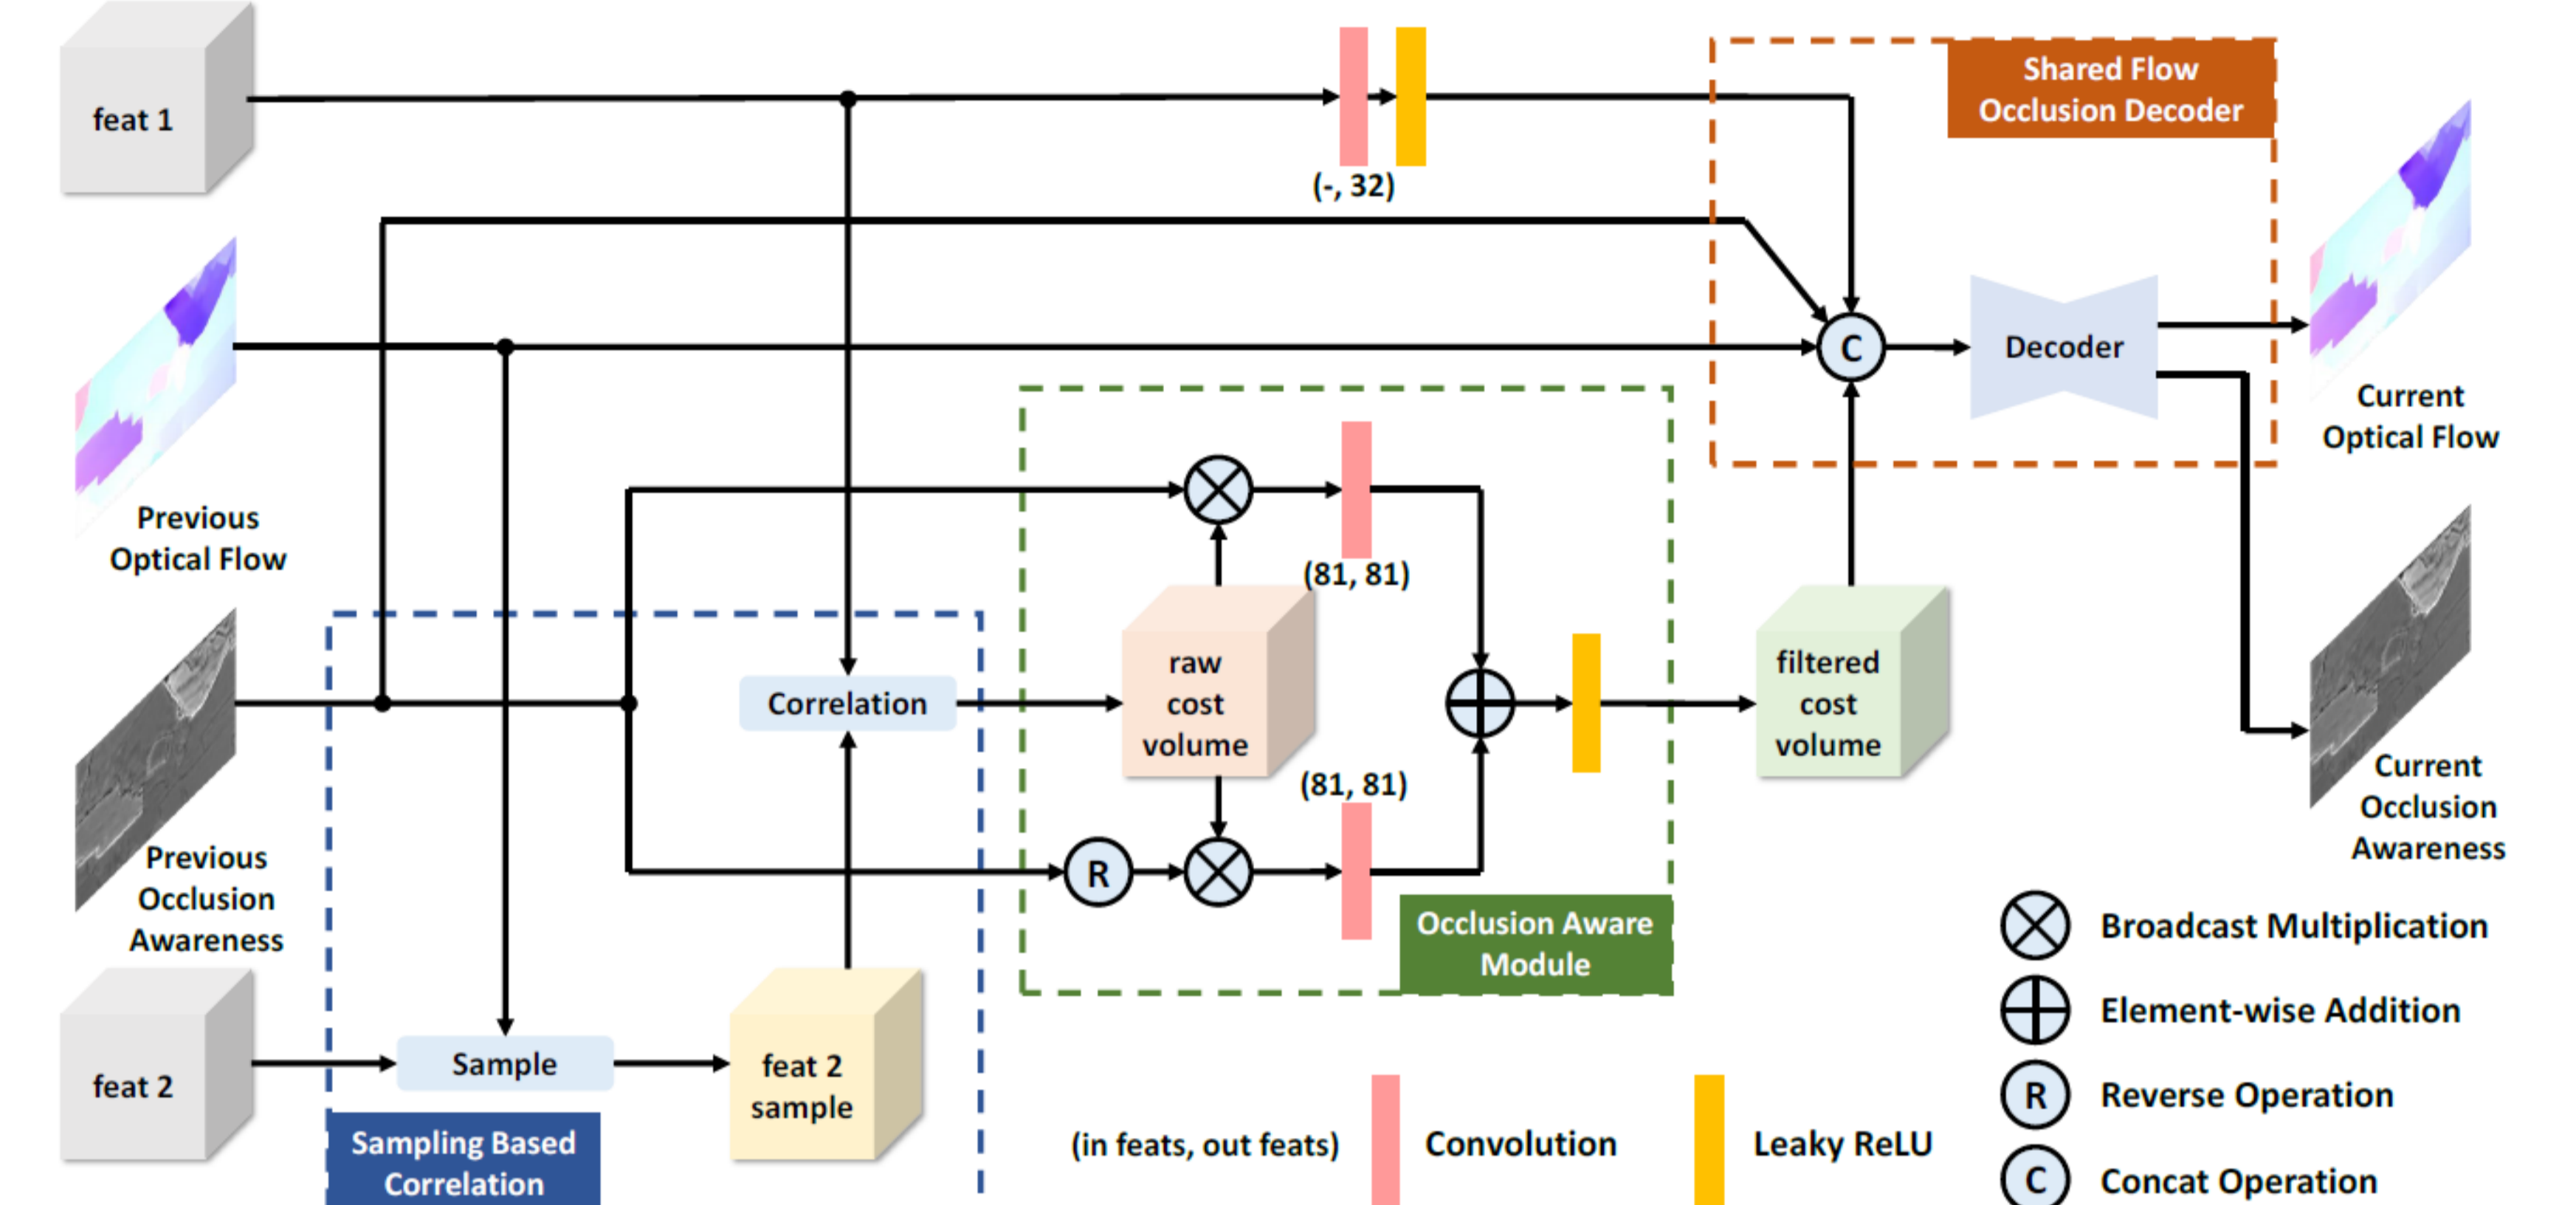 feat 1
(-, 32)
Shared Flow
Occlusion Decoder
Previous
Optical Flow
C
Decoder
Current
Optical Flow
(81, 81)
Correlation
raw
cost
volume
filtered
cost
volume
(81, 81)
R
Previous
Occlusion
Awareness
Current
Occlusion
Awareness
Occlusion Aware
Module
feat 2
Sample
feat 2
sample
Sampling Based
Correlation
(in feats, out feats)
Convolution
Leaky ReLU
Broadcast Multiplication
Element-wise Addition
R
Reverse Operation
C
Concat Operation